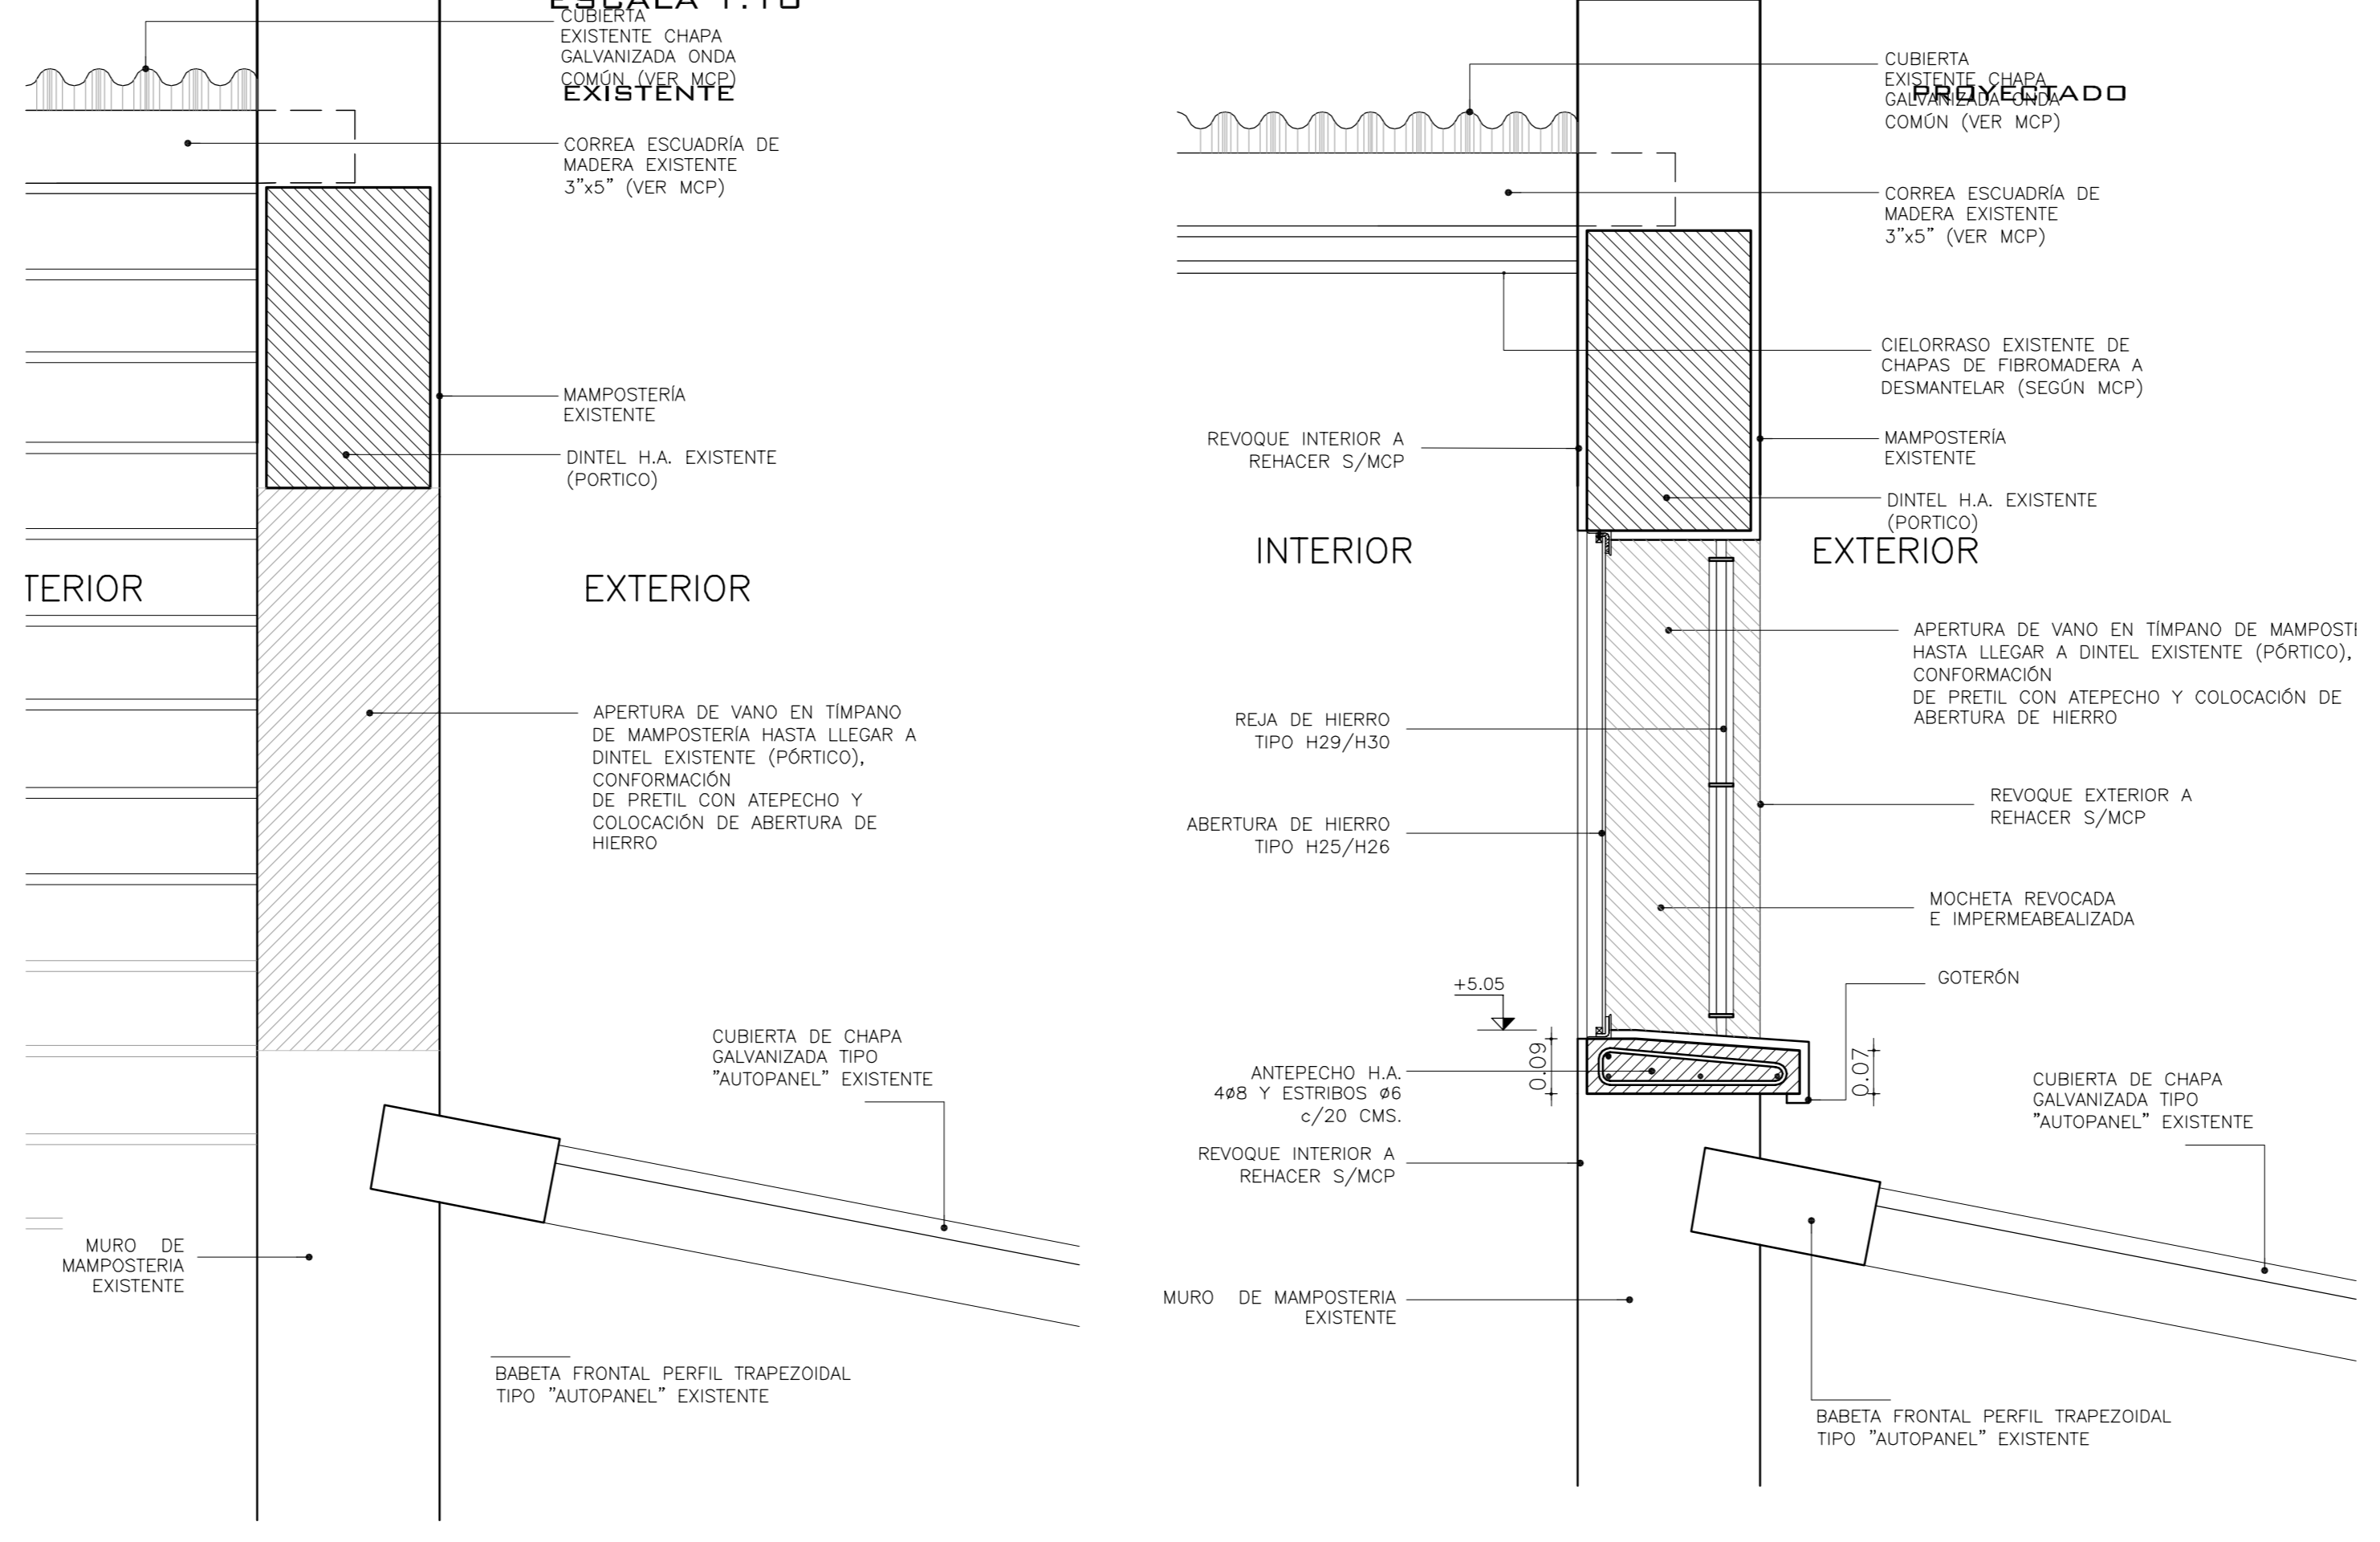 ESCALA 1:10
CUBIERTA
EXISTENTE CHAPA
GALVANIZADA ONDA
COMÚN (VER MCP)
EXISTENTE
CORREA ESCUADRÍA DE
MADERA EXISTENTE
3"x5" (VER MCP)
MAMPOSTERÍA
EXISTENTE
DINTEL H.A. EXISTENTE
(PORTICO)
TERIOR
EXTERIOR
APERTURA DE VANO EN TÍMPANO
DE MAMPOSTERÍA HASTA LLEGAR A
DINTEL EXISTENTE (PÓRTICO),
CONFORMACIÓN
DE PRETIL CON ATEPECHO Y
COLOCACIÓN DE ABERTURA DE
HIERRO
CUBIERTA DE CHAPA
GALVANIZADA TIPO
"AUTOPANEL" EXISTENTE
MURO DE
MAMPOSTERIA
EXISTENTE
BABETA FRONTAL PERFIL TRAPEZOIDAL
TIPO "AUTOPANEL" EXISTENTE
CUBIERTA
EXISTENTE CHAPA
GALVANIZADA ONDA
COMÚN (VER MCP)
PROYECTADO
CORREA ESCUADRÍA DE
MADERA EXISTENTE
3"x5" (VER MCP)
CIELORRASO EXISTENTE DE
CHAPAS DE FIBROMADERA A
DESMANTELAR (SEGÚN MCP)
REVOQUE INTERIOR A
REHACER S/MCP
MAMPOSTERÍA
EXISTENTE
DINTEL H.A. EXISTENTE
(PORTICO)
INTERIOR
EXTERIOR
APERTURA DE VANO EN TÍMPANO DE MAMPOSTE
HASTA LLEGAR A DINTEL EXISTENTE (PÓRTICO),
CONFORMACIÓN
DE PRETIL CON ATEPECHO Y COLOCACIÓN DE
ABERTURA DE HIERRO
REJA DE HIERRO
TIPO H29/H30
REVOQUE EXTERIOR A
REHACER S/MCP
ABERTURA DE HIERRO
TIPO H25/H26
MOCHETA REVOCADA
E IMPERMEABEALIZADA
GOTERÓN
+5.05
0.09
0.07
ANTEPECHO H.A.
4ø8 Y ESTRIBOS ø6
c/20 CMS.
CUBIERTA DE CHAPA
GALVANIZADA TIPO
"AUTOPANEL" EXISTENTE
REVOQUE INTERIOR A
REHACER S/MCP
MURO DE MAMPOSTERIA
EXISTENTE
BABETA FRONTAL PERFIL TRAPEZOIDAL
TIPO "AUTOPANEL" EXISTENTE